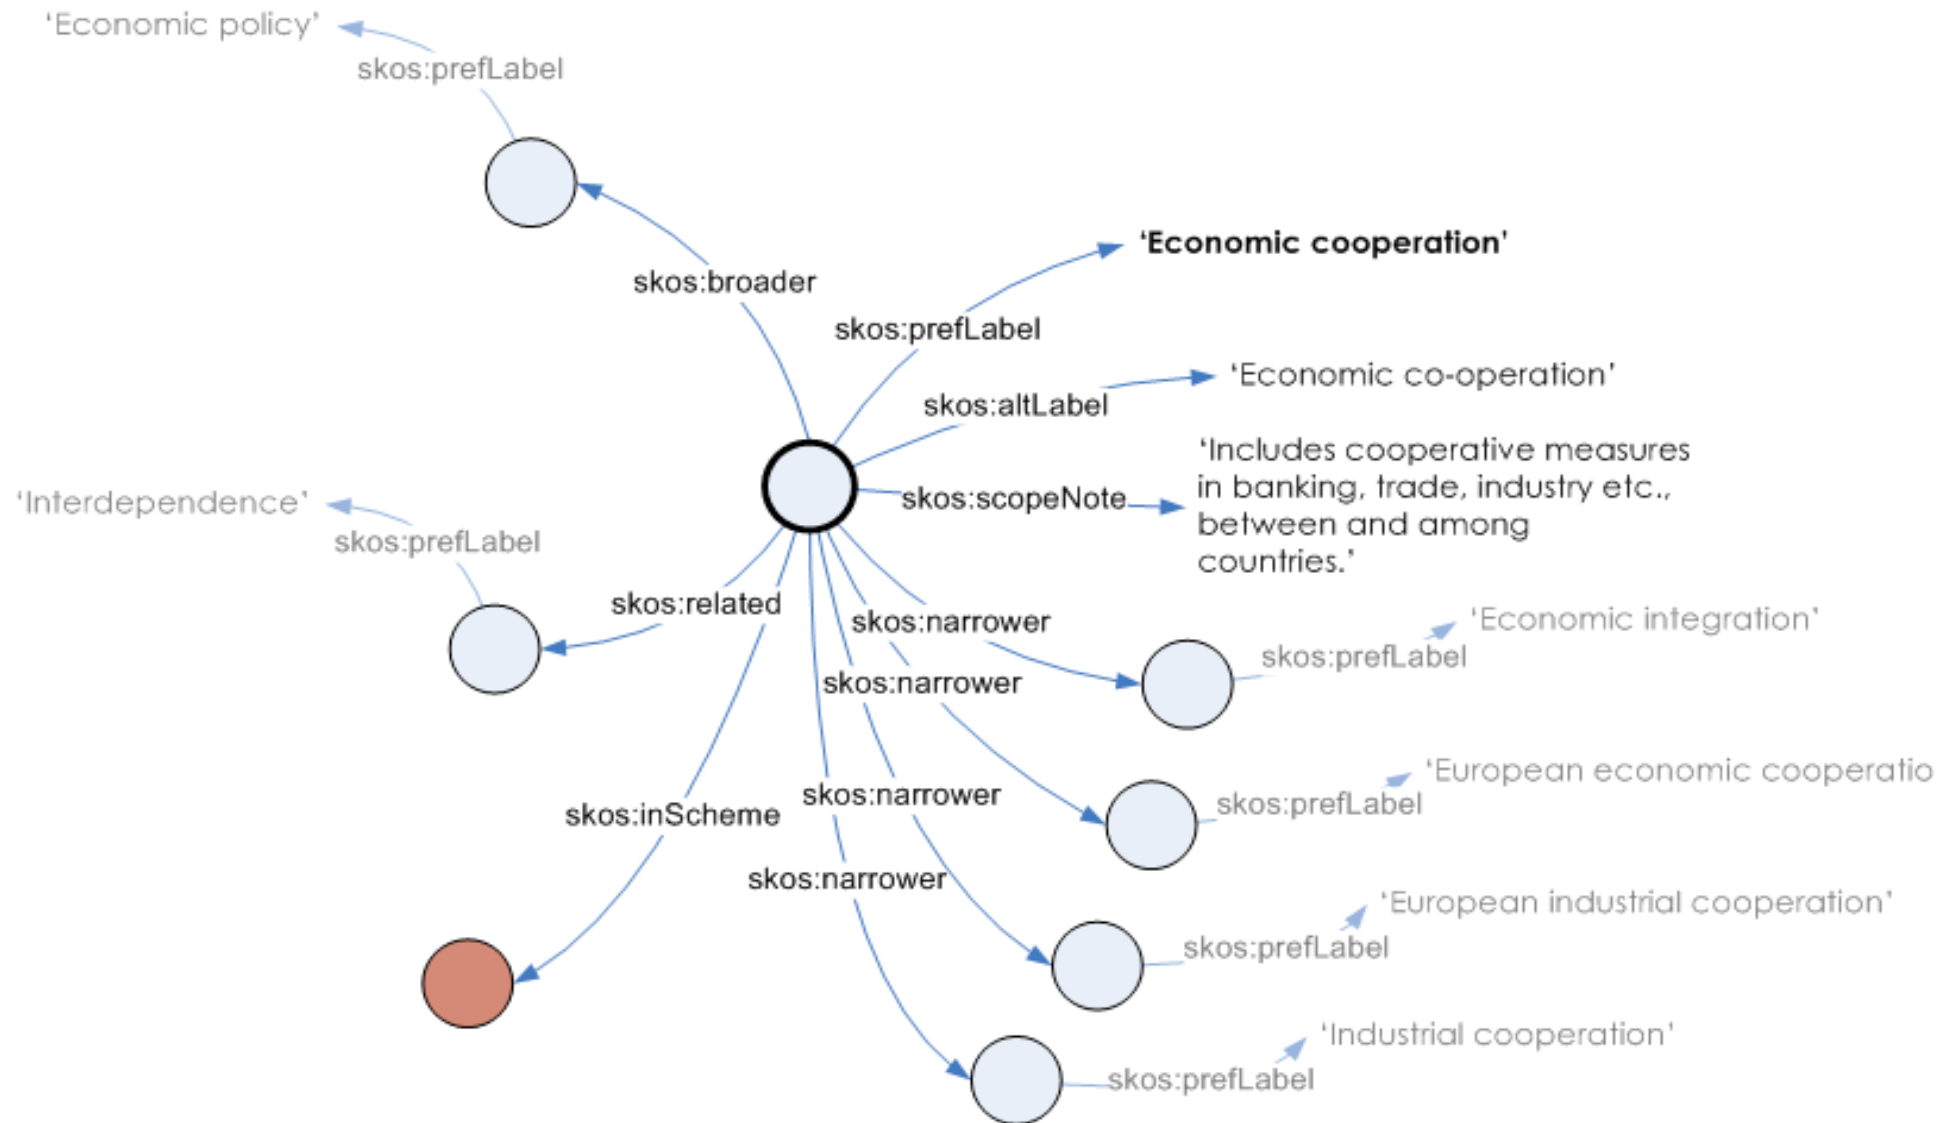 ‘Economic policy’
skos:prefLabel
skos:broader
‘Economic cooperation’
skos:prefLabel
‘Economic co-operation’
skos:altLabel
‘Includes cooperative measures
in banking, trade, industry etc.,
between and among
countries.’
skos:scopeNote
‘Interdependence’
skos:prefLabel
skos:related
skos:narrower
‘Economic integration’
skos:prefLabel
skos:narrower
‘European economic cooperatio
skos:prefLabel
skos:inScheme
skos:narrower
skos:narrower
‘European industrial cooperation’
skos:prefLabel
‘Industrial cooperation’
skos:prefLabel